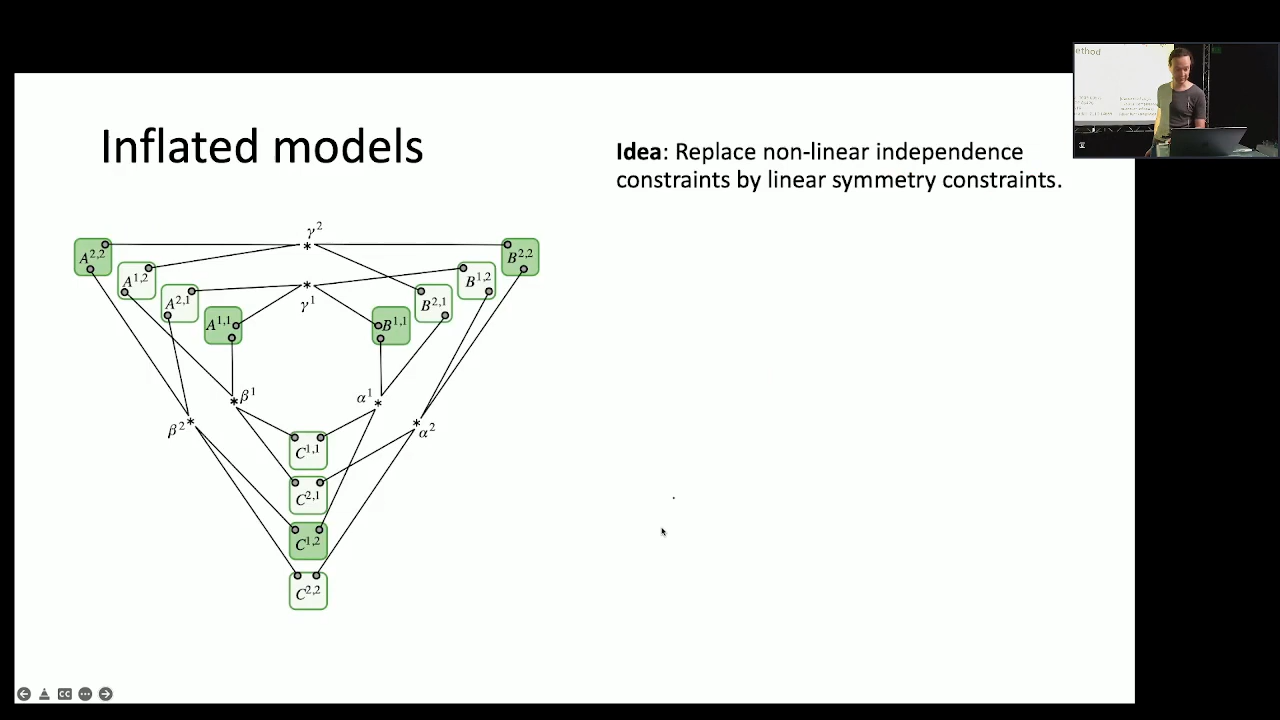 Inflated models
Idea: Replace non-linear independence
constraints by linear symmetry constraints.
γ²
A²,² B²,²
A¹,² B¹,²
A²,¹ γ¹ B²,¹
A¹,¹ B¹,¹
β¹ α¹
β² α²
C¹,¹
C²,¹
C¹,²
C²,²
ethod
CC